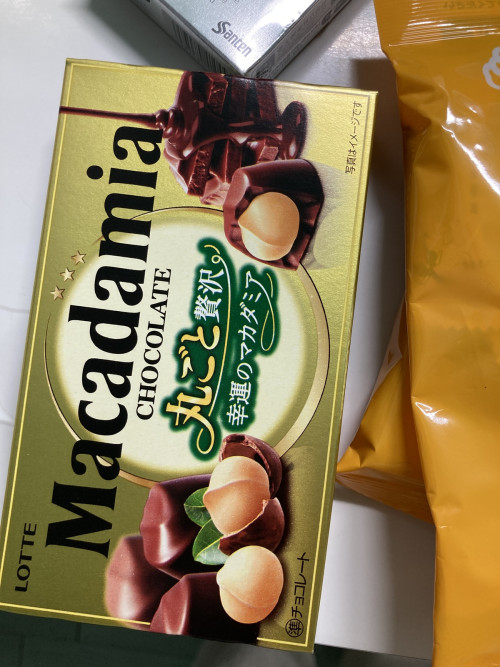 Santen
LOTTE
Macadamia
CHOCOLATE
丸ごと贅沢。
幸運のマカダミア
写真はイメージです。
準チョコレート